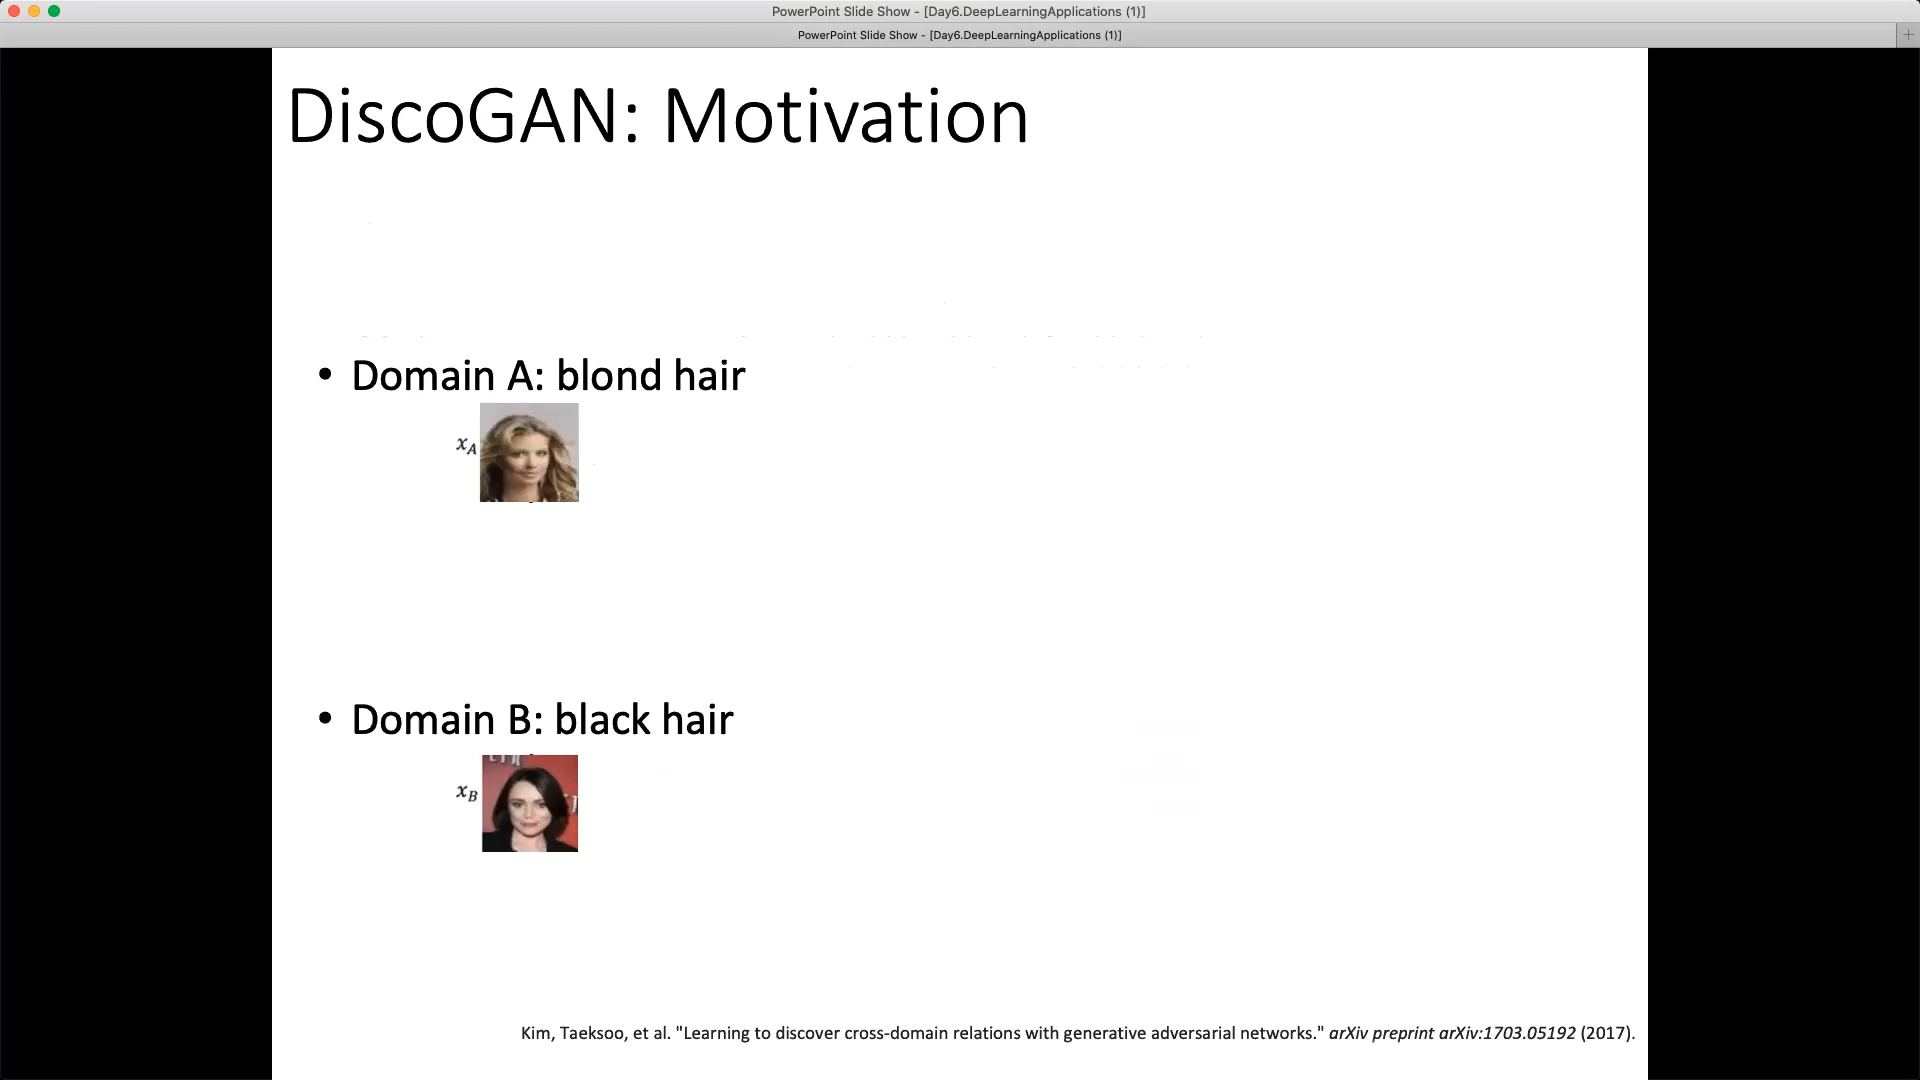 PowerPoint Slide Show - [Day6.DeepLearningApplications (1)]
PowerPoint Slide Show - [Day6.DeepLearningApplications (1)]
DiscoGAN: Motivation
• Domain A: blond hair
x_A
• Domain B: black hair
x_B
Kim, Taeksoo, et al. "Learning to discover cross-domain relations with generative adversarial networks." arXiv preprint arXiv:1703.05192 (2017).